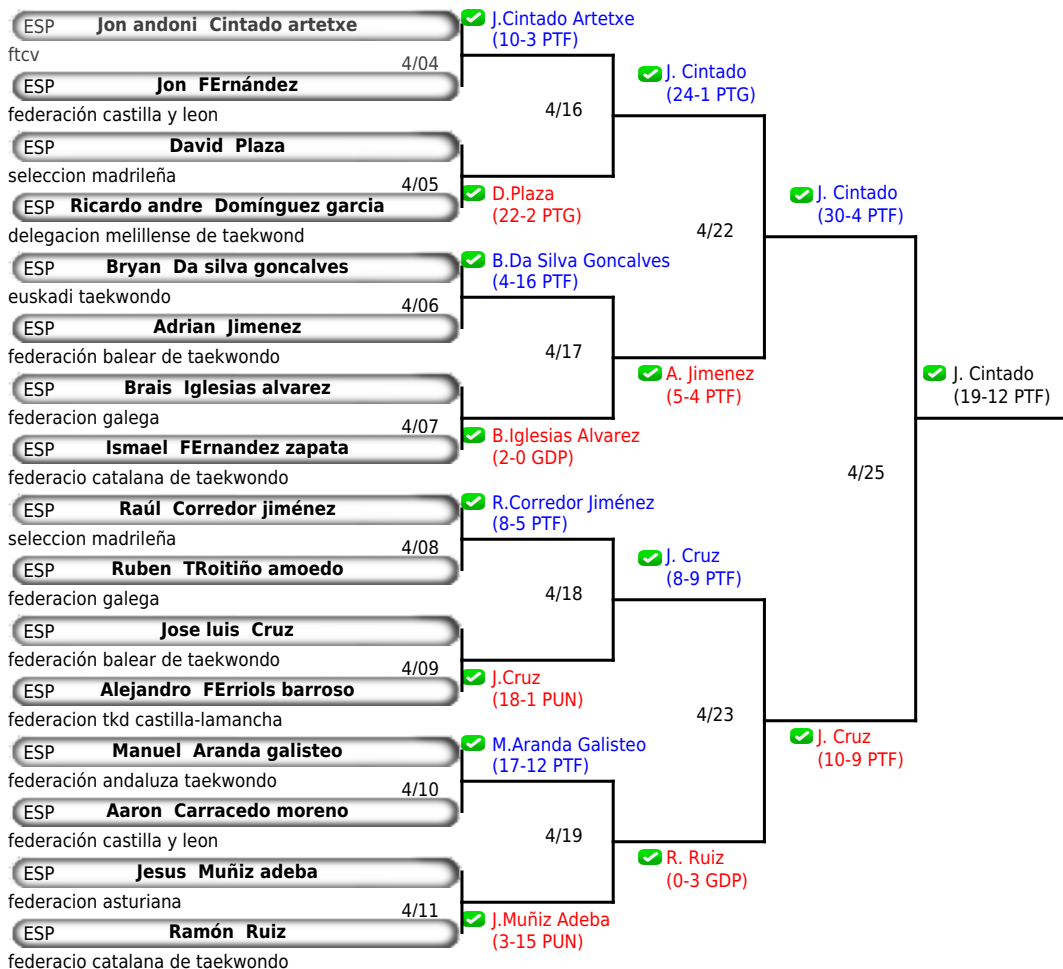 ESP Jon andoni Cintado artetxe
ftcv
4/04
ESP Jon FErnández
federación castilla y leon
ESP David Plaza
seleccion madrileña
4/05
ESP Ricardo andre Domínguez garcia
delegacion melillense de taekwond
ESP Bryan Da silva goncalves
euskadi taekwondo
4/06
ESP Adrian Jimenez
federación balear de taekwondo
ESP Brais Iglesias alvarez
federacion galega
4/07
ESP Ismael FErnandez zapata
federacio catalana de taekwondo
ESP Raúl Corredor jiménez
seleccion madrileña
4/08
ESP Ruben TRoitiño amoedo
federacion galega
ESP Jose luis Cruz
federación balear de taekwondo
4/09
ESP Alejandro FErriols barroso
federacion tkd castilla-lamancha
ESP Manuel Aranda galisteo
federación andaluza taekwondo
4/10
ESP Aaron Carracedo moreno
federación castilla y leon
ESP Jesus Muñiz adeba
federacion asturiana
4/11
ESP Ramón Ruiz
federacio catalana de taekwondo
J.Cintado Artetxe
(10-3 PTF)
4/16
D.Plaza
(22-2 PTG)
B.Da Silva Goncalves
(4-16 PTF)
4/17
B.Iglesias Alvarez
(2-0 GDP)
R.Corredor Jiménez
(8-5 PTF)
4/18
J.Cruz
(18-1 PUN)
M.Aranda Galisteo
(17-12 PTF)
4/19
J.Muñiz Adeba
(3-15 PUN)
J. Cintado
(24-1 PTG)
4/22
A. Jimenez
(5-4 PTF)
J. Cruz
(8-9 PTF)
4/23
R. Ruiz
(0-3 GDP)
J. Cintado
(30-4 PTF)
4/25
J. Cruz
(10-9 PTF)
J. Cintado
(19-12 PTF)